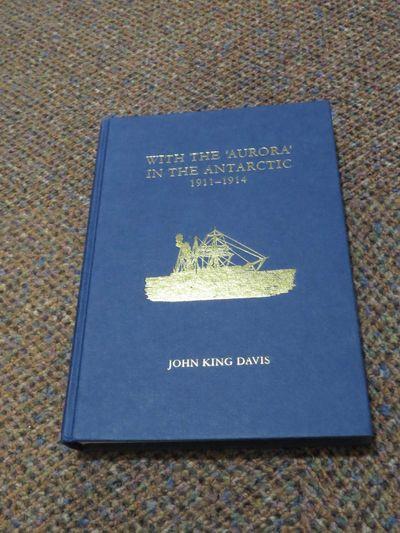 WITH THE 'AURORA'
IN THE ANTARCTIC
1911–1914
JOHN KING DAVIS